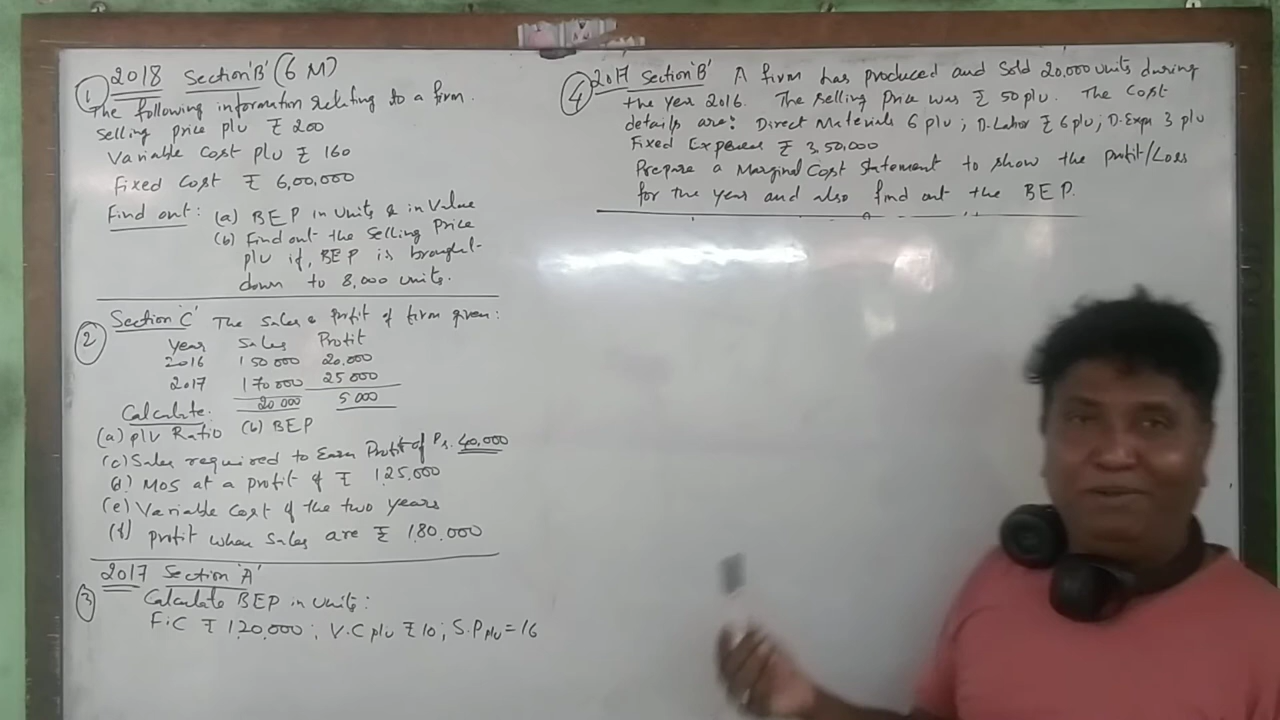 ① 2018 Section 'B' (6 M)
The following information relating to a firm.
Selling price p/u ₹ 200
Variable Cost p/u ₹ 160
Fixed Cost ₹ 6,00,000
Find out: (a) BEP in Units & in Value
(b) Find out the Selling Price
p/u if, BEP is brought
down to 8,000 units.
② Section 'C' The Sales & Profit of firm given:
Year Sales Profit
2016 150 000 20,000
2017 170 000 25 000
20 000 5 000
Calculate:
(a) P/V Ratio (b) BEP
(c) Sales required to Earn Profit of Rs. 40,000
(d) MOS at a profit of ₹ 1,25,000
(e) Variable Cost of the two years
(f) profit when Sales are ₹ 1,80,000
③ 2017 Section 'A'
Calculate BEP in units:
F.C ₹ 1,20,000; V.C p/u ₹ 10; S.P p/u = 16
④ 2017 Section 'B' A firm has produced and Sold 20,000 units during
the year 2016. The Selling Price was ₹ 50 p/u. The Cost
details are: Direct Materials 6 p/u; D. Labor ₹ 6 p/u; D. Expn 3 p/u
Fixed Expenses ₹ 3,50,000
Prepare a Marginal Cost Statement to show the profit/Loss
for the year and also find out the BEP.